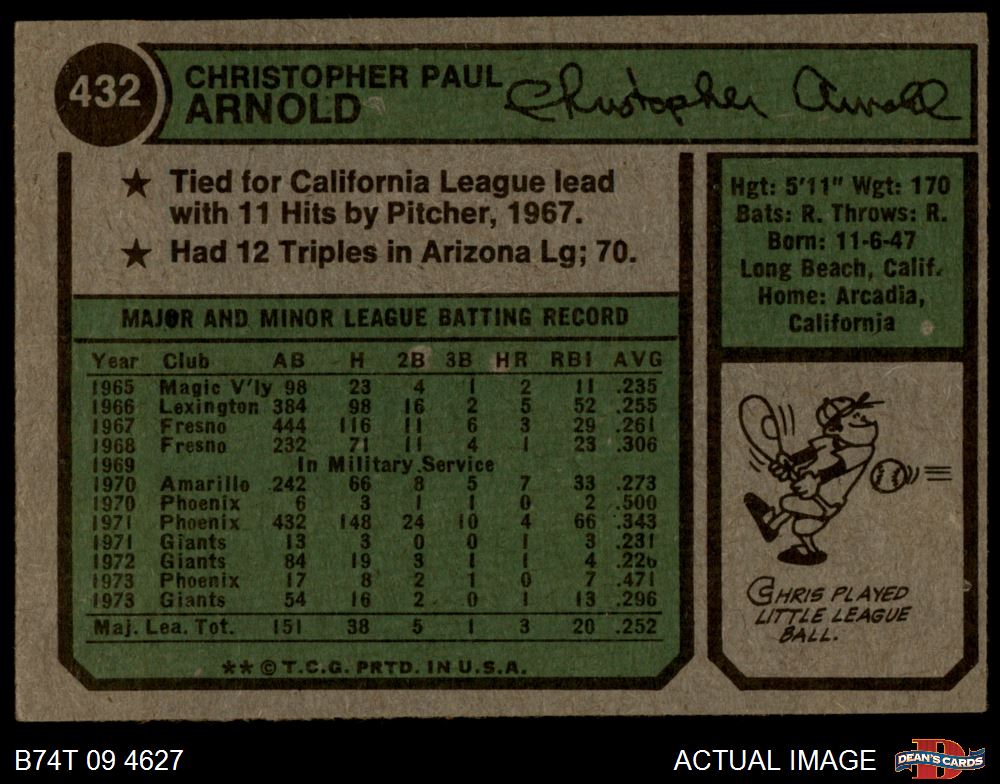 432
CHRISTOPHER PAUL
ARNOLD
Christopher Arnold
★ Tied for California League lead
with 11 Hits by Pitcher, 1967.
★ Had 12 Triples in Arizona Lg; 70.
Hgt: 5'11" Wgt: 170
Bats: R. Throws: R.
Born: 11-6-47
Long Beach, Calif.
Home: Arcadia,
California
MAJOR AND MINOR LEAGUE BATTING RECORD
Year Club AB H 2B 3B HR RBI AVG
1965 Magic V'ly 98 23 4 1 2 11 .235
1966 Lexington 384 98 16 2 5 52 .255
1967 Fresno 444 116 11 6 3 29 .261
1968 Fresno 232 71 11 4 1 23 .306
1969 In Military Service
1970 Amarillo 242 66 8 5 7 33 .273
1970 Phoenix 6 3 1 1 0 2 .500
1971 Phoenix 432 148 24 10 4 66 .343
1971 Giants 13 3 0 0 1 3 .231
1972 Giants 84 19 3 1 1 4 .226
1973 Phoenix 17 8 2 1 0 7 .471
1973 Giants 54 16 2 0 1 13 .296
Maj. Lea. Tot. 151 38 5 1 3 20 .252
** © T.C.G. PRTD. IN U.S.A.
CHRIS PLAYED
LITTLE LEAGUE
BALL.
B74T 09 4627
ACTUAL IMAGE
DEAN'S CARDS